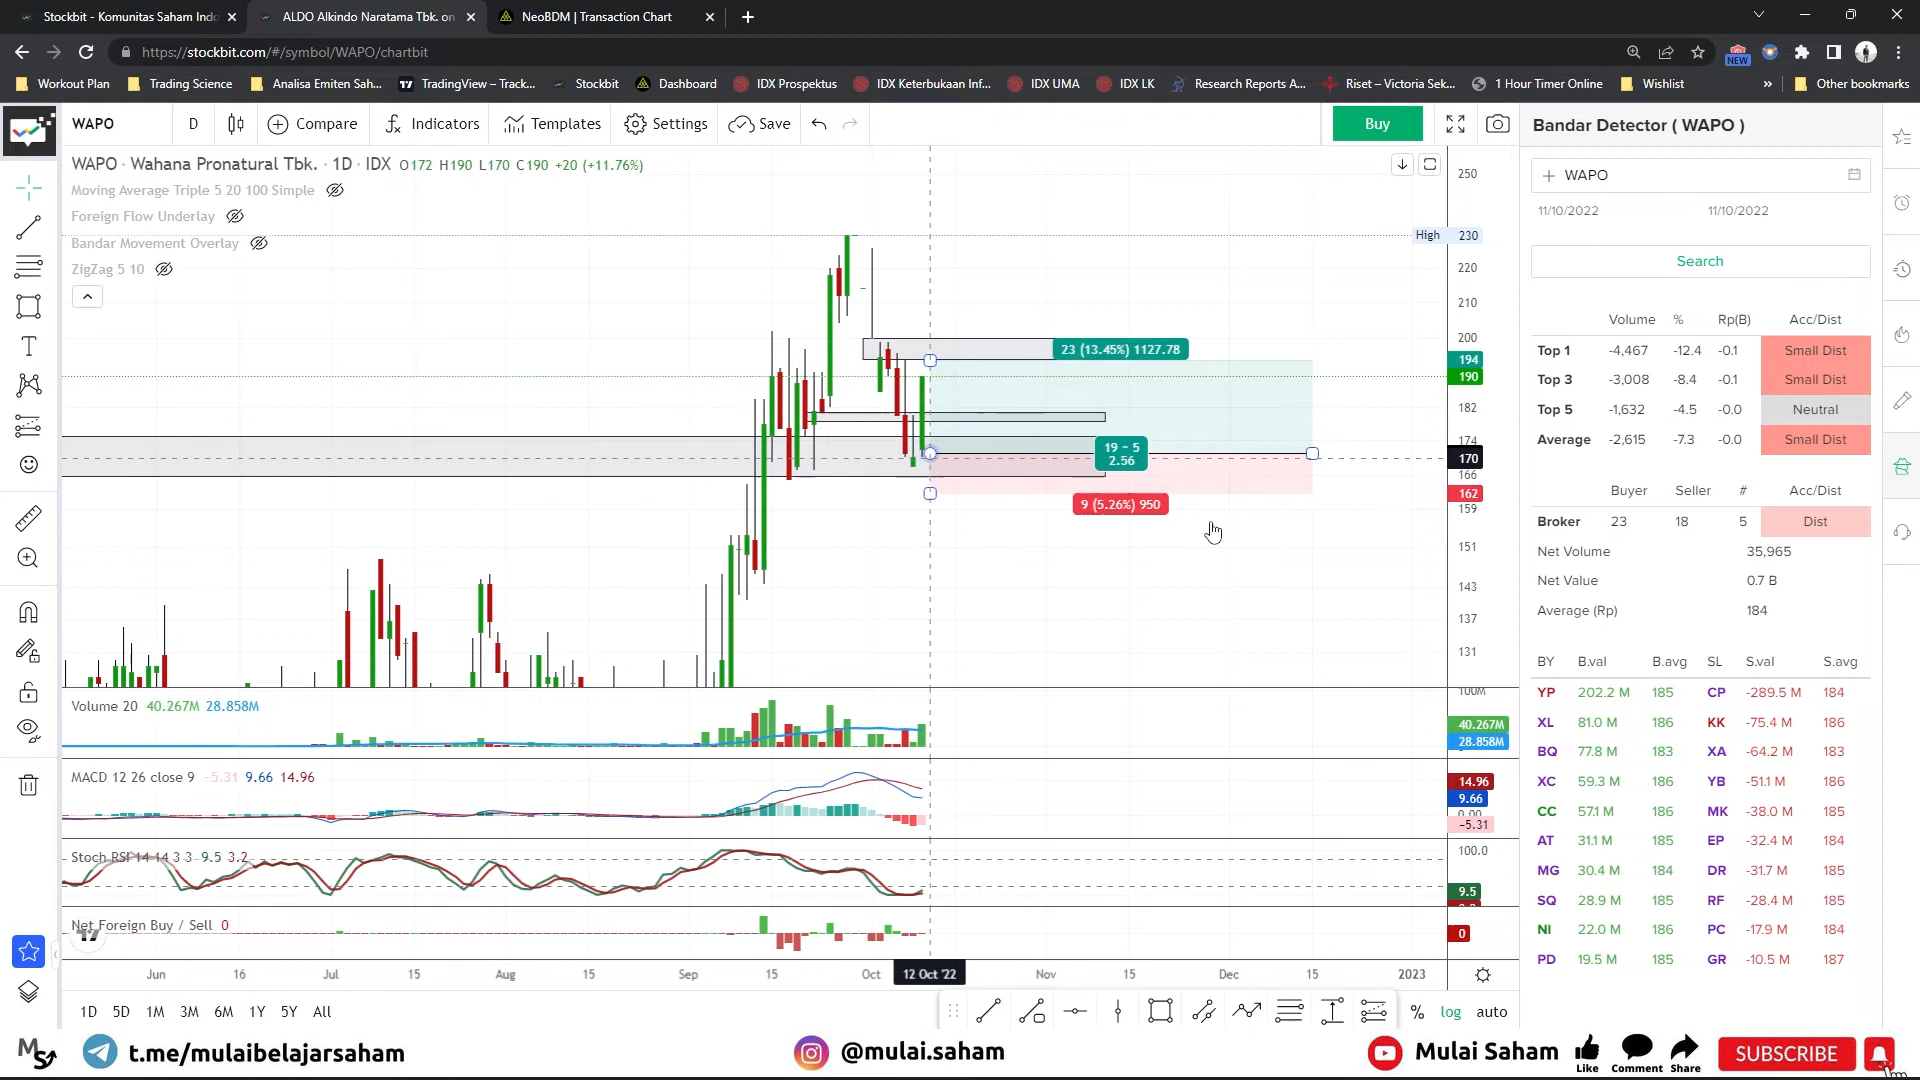 Stockbit - Komunitas Saham Indo
ALDO Alkindo Naratama Tbk. on
NeoBDM | Transaction Chart
https://stockbit.com/#/symbol/WAPO/chartbit
NEW
Workout Plan
Trading Science
Analisa Emiten Sah...
TradingView – Track...
Stockbit
Dashboard
IDX Prospektus
IDX Keterbukaan Inf...
IDX UMA
IDX LK
Research Reports A...
Riset – Victoria Sek...
1 Hour Timer Online
Wishlist
»
Other bookmarks
WAPO
D
Compare
Indicators
Templates
Settings
Save
Buy
WAPO · Wahana Pronatural Tbk. · 1D · IDX O172 H190 L170 C190 +20 (+11.76%)
Moving Average Triple 5 20 100 Simple
Foreign Flow Underlay
Bandar Movement Overlay
ZigZag 5 10
23 (13.45%) 1127.78
19 ~ 5
2.56
9 (5.26%) 950
250
High 230
220
210
200
194
190
182
174
170
166
162
159
151
143
137
131
Volume 20 40.267M 28.858M
100M
40.267M
28.858M
MACD 12 26 close 9 −5.31 9.66 14.96
14.96
9.66
0.00
−5.31
Stoch RSI 14 14 3 3 9.5 3.2
100.0
9.5
Net Foreign Buy / Sell 0
0
Jun 16 Jul 15 Aug 15 Sep 15 Oct 12 Oct '22 Nov 15 Dec 15 2023
1D 5D 1M 3M 6M 1Y 5Y All
% log auto
Bandar Detector ( WAPO )
WAPO
11/10/2022 11/10/2022
Search
Volume % Rp(B) Acc/Dist
Top 1 -4,467 -12.4 -0.1 Small Dist
Top 3 -3,008 -8.4 -0.1 Small Dist
Top 5 -1,632 -4.5 -0.0 Neutral
Average -2,615 -7.3 -0.0 Small Dist
Buyer Seller # Acc/Dist
Broker 23 18 5 Dist
Net Volume 35,965
Net Value 0.7 B
Average (Rp) 184
BY B.val B.avg SL S.val S.avg
YP 202.2 M 185 CP -289.5 M 184
XL 81.0 M 186 KK -75.4 M 186
BQ 77.8 M 183 XA -64.2 M 183
XC 59.3 M 186 YB -51.1 M 186
CC 57.1 M 186 MK -38.0 M 185
AT 31.1 M 185 EP -32.4 M 184
MG 30.4 M 184 DR -31.7 M 185
SQ 28.9 M 185 RF -28.4 M 185
NI 22.0 M 186 PC -17.9 M 184
PD 19.5 M 185 GR -10.5 M 187
MS
t.me/mulaibelajarsaham
@mulai.saham
Mulai Saham
Like
Comment
Share
SUBSCRIBE